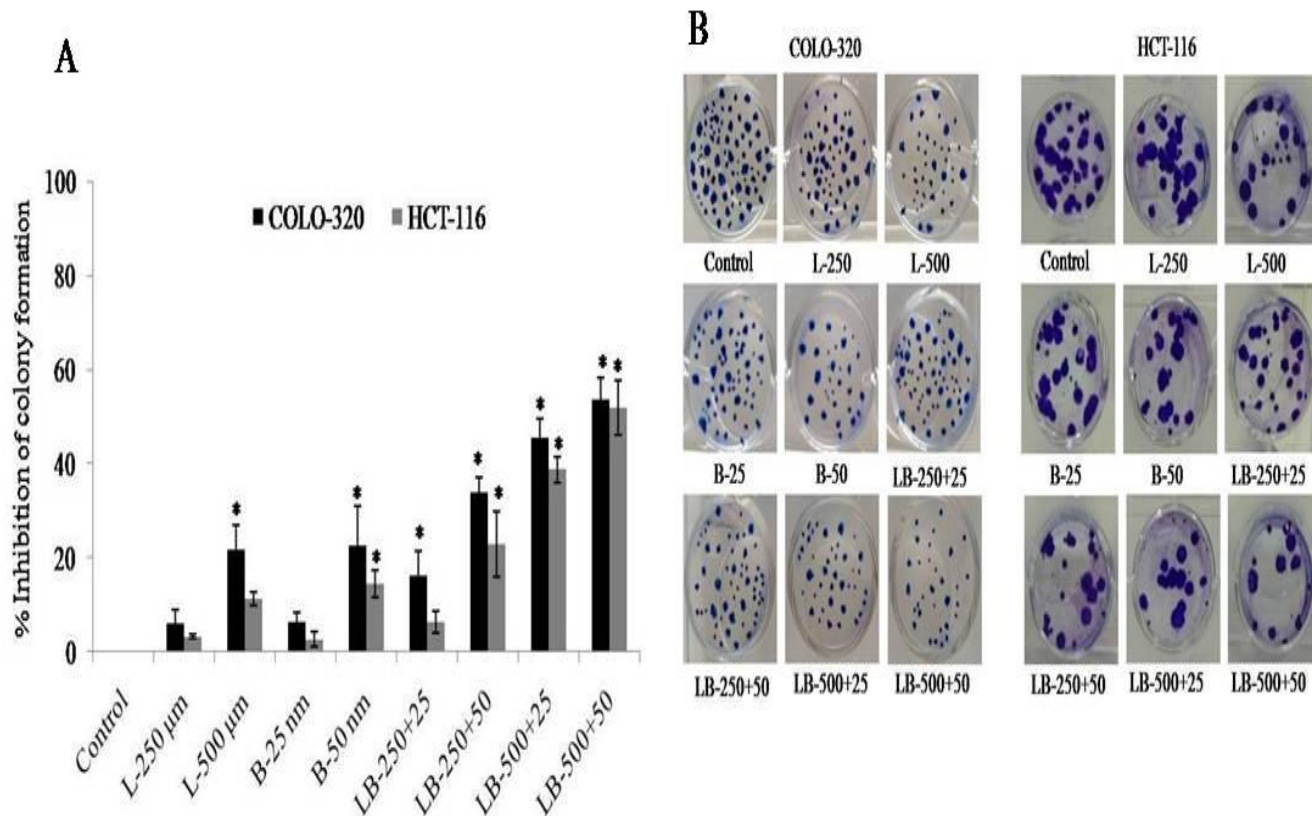 A
% Inhibition of colony formation
100
80
60
40
20
0
COLO-320 HCT-116
* * * * * * * * * * *
Control
L-250 µm
L-500 µm
B-25 nm
B-50 nm
LB-250+25
LB-250+50
LB-500+25
LB-500+50
B
COLO-320
Control L-250 L-500
B-25 B-50 LB-250+25
LB-250+50 LB-500+25 LB-500+50
HCT-116
Control L-250 L-500
B-25 B-50 LB-250+25
LB-250+50 LB-500+25 LB-500+50